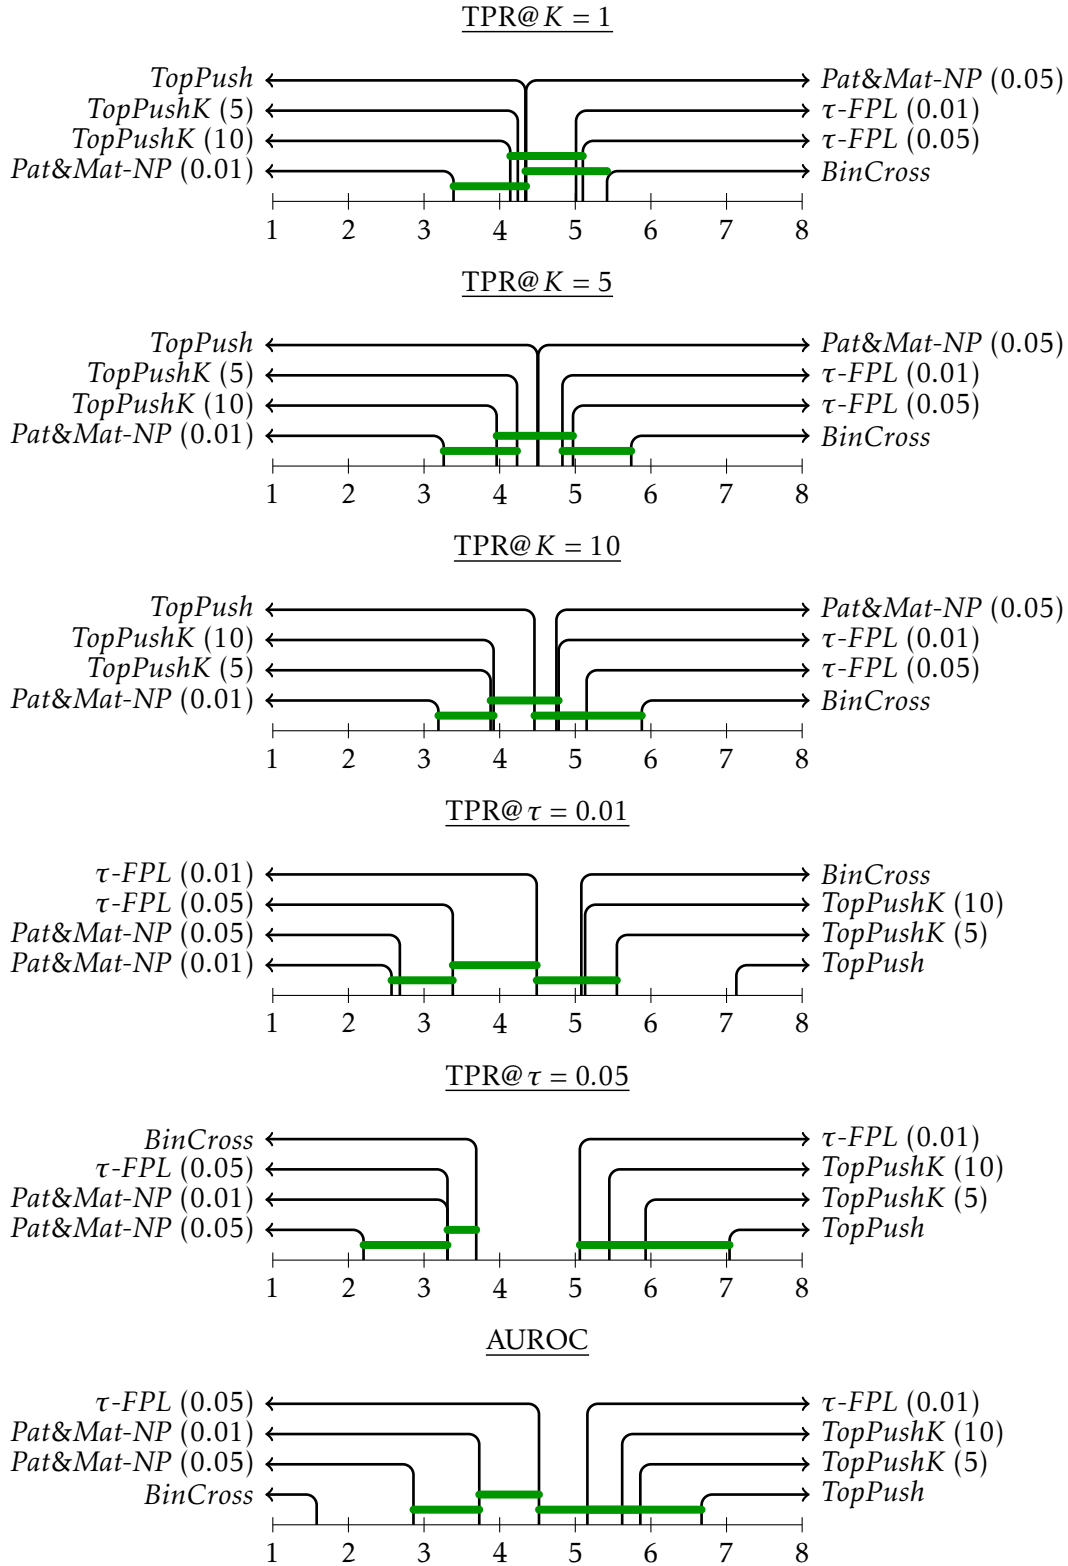 TPR@K = 1
TopPush Pat&Mat-NP (0.05)
TopPushK (5) τ-FPL (0.01)
TopPushK (10) τ-FPL (0.05)
Pat&Mat-NP (0.01) BinCross
1 2 3 4 5 6 7 8
TPR@K = 5
TopPush Pat&Mat-NP (0.05)
TopPushK (5) τ-FPL (0.01)
TopPushK (10) τ-FPL (0.05)
Pat&Mat-NP (0.01) BinCross
1 2 3 4 5 6 7 8
TPR@K = 10
TopPush Pat&Mat-NP (0.05)
TopPushK (10) τ-FPL (0.01)
TopPushK (5) τ-FPL (0.05)
Pat&Mat-NP (0.01) BinCross
1 2 3 4 5 6 7 8
TPR@τ = 0.01
τ-FPL (0.01) BinCross
τ-FPL (0.05) TopPushK (10)
Pat&Mat-NP (0.05) TopPushK (5)
Pat&Mat-NP (0.01) TopPush
1 2 3 4 5 6 7 8
TPR@τ = 0.05
BinCross τ-FPL (0.01)
τ-FPL (0.05) TopPushK (10)
Pat&Mat-NP (0.01) TopPushK (5)
Pat&Mat-NP (0.05) TopPush
1 2 3 4 5 6 7 8
AUROC
τ-FPL (0.05) τ-FPL (0.01)
Pat&Mat-NP (0.01) TopPushK (10)
Pat&Mat-NP (0.05) TopPushK (5)
BinCross TopPush
1 2 3 4 5 6 7 8